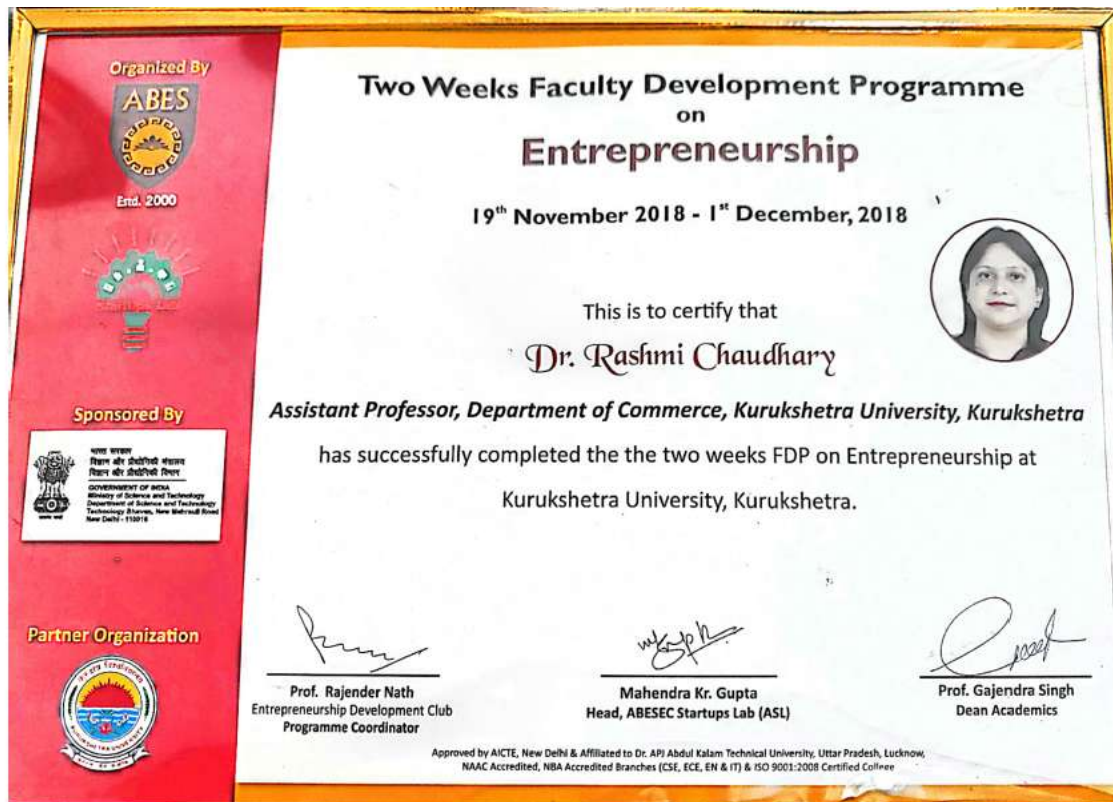 Organized By
ABES
Estd. 2000
Sponsored By
भारत सरकार
विज्ञान और प्रौद्योगिकी मंत्रालय
विज्ञान और प्रौद्योगिकी विभाग
GOVERNMENT OF INDIA
Ministry of Science and Technology
Department of Science and Technology
Technology Bhavan, New Mehrauli Road
New Delhi - 110016
Partner Organization
KURUKSHETRA UNIVERSITY
Two Weeks Faculty Development Programme
on
Entrepreneurship
19th November 2018 - 1st December, 2018
This is to certify that
Dr. Rashmi Chaudhary
Assistant Professor, Department of Commerce, Kurukshetra University, Kurukshetra
has successfully completed the the two weeks FDP on Entrepreneurship at
Kurukshetra University, Kurukshetra.
Prof. Rajender Nath
Entrepreneurship Development Club
Programme Coordinator
Mahendra Kr. Gupta
Head, ABESEC Startups Lab (ASL)
Prof. Gajendra Singh
Dean Academics
Approved by AICTE, New Delhi & Affiliated to Dr. APJ Abdul Kalam Technical University, Uttar Pradesh, Lucknow,
NAAC Accredited, NBA Accredited Branches (CSE, ECE, EN & IT) & ISO 9001:2008 Certified College